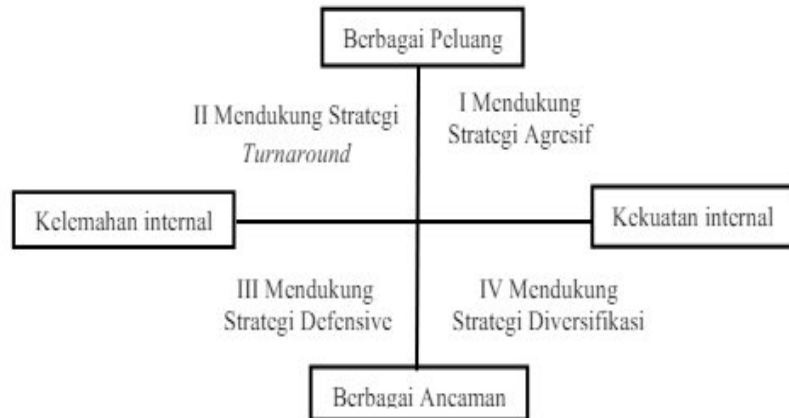 Berbagai Peluang
II Mendukung Strategi
Turnaround
I Mendukung
Strategi Agresif
Kelemahan internal
Kekuatan internal
III Mendukung
Strategi Defensive
IV Mendukung
Strategi Diversifikasi
Berbagai Ancaman